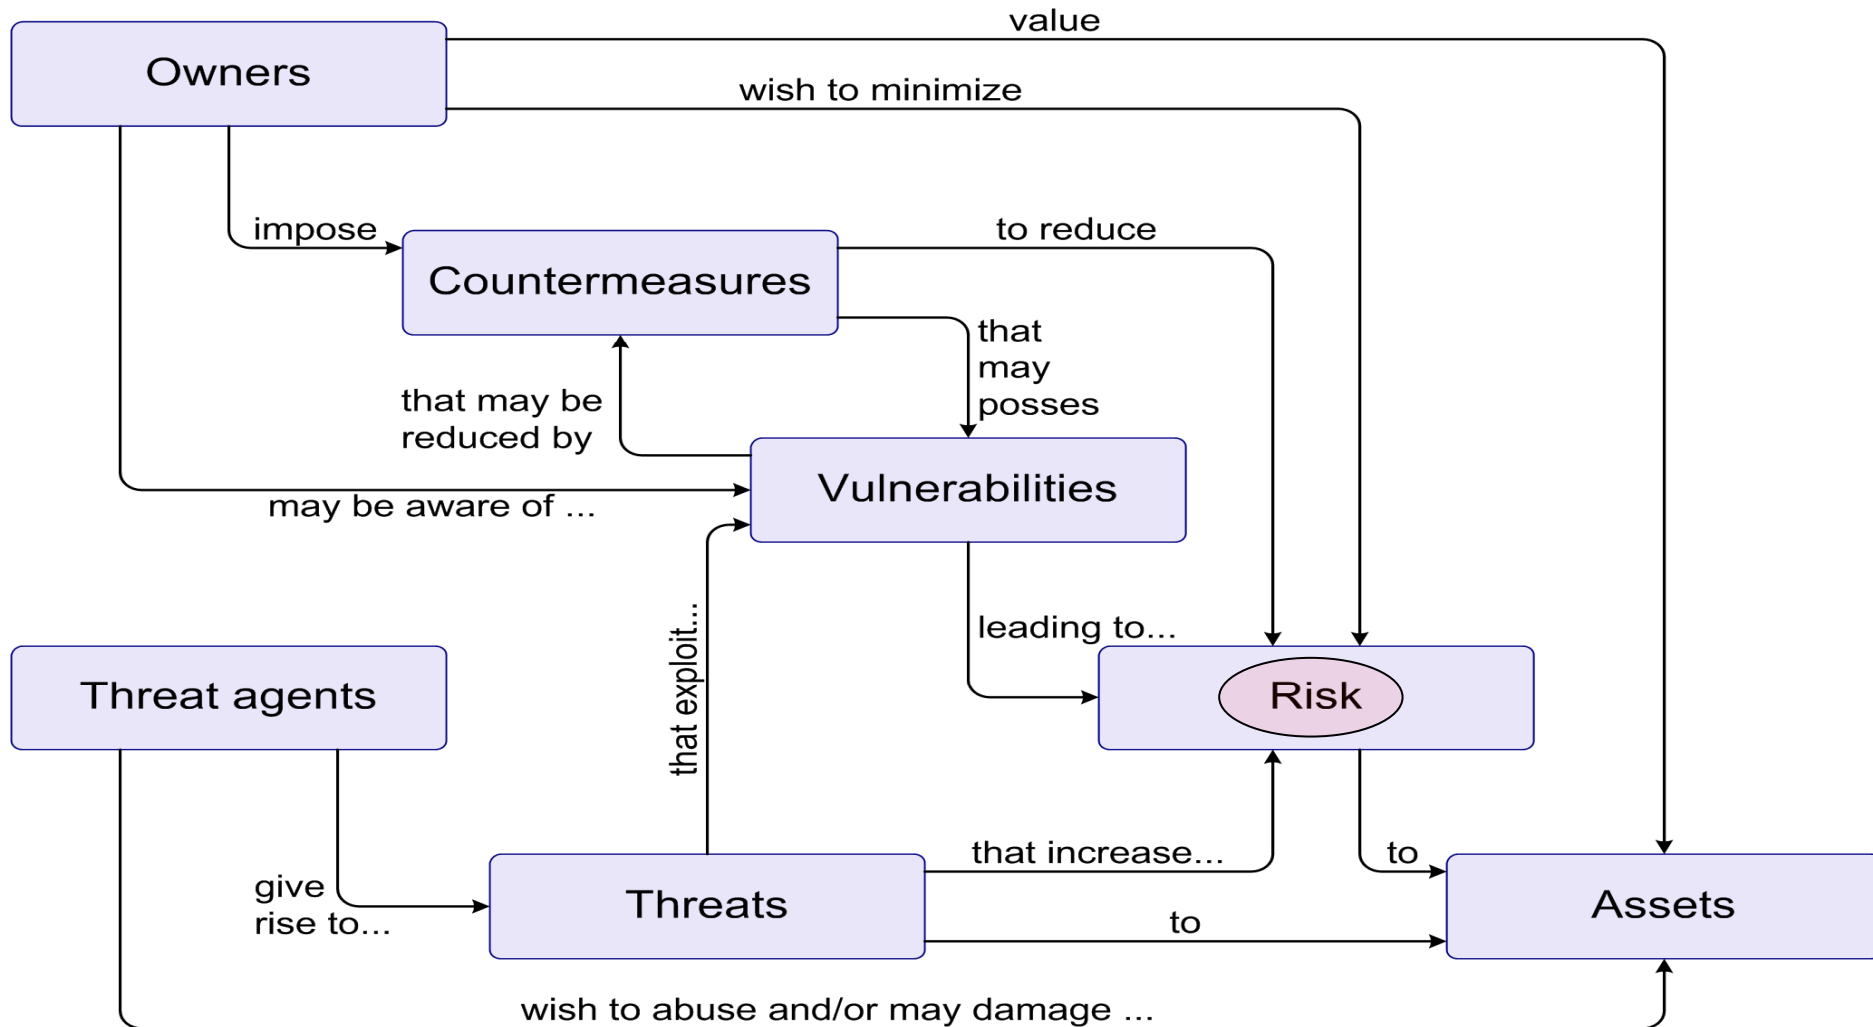 value
Owners
wish to minimize
impose
to reduce
Countermeasures
that
may
posses
that may be
reduced by
Vulnerabilities
may be aware of ...
that exploit...
leading to...
Threat agents
Risk
that increase...
to
give
rise to...
Threats
to
Assets
wish to abuse and/or may damage ...